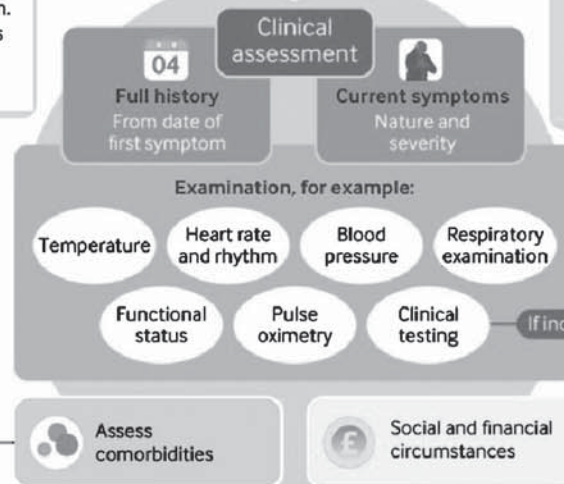 Clinical
assessment
04
Full history
From date of
first symptom
Current symptoms
Nature and
severity
Examination, for example:
Temperature
Heart rate
and rhythm
Blood
pressure
Respiratory
examination
Functional
status
Pulse
oximetry
Clinical
testing
If
Assess
comorbidities
£
Social and financial
circumstances